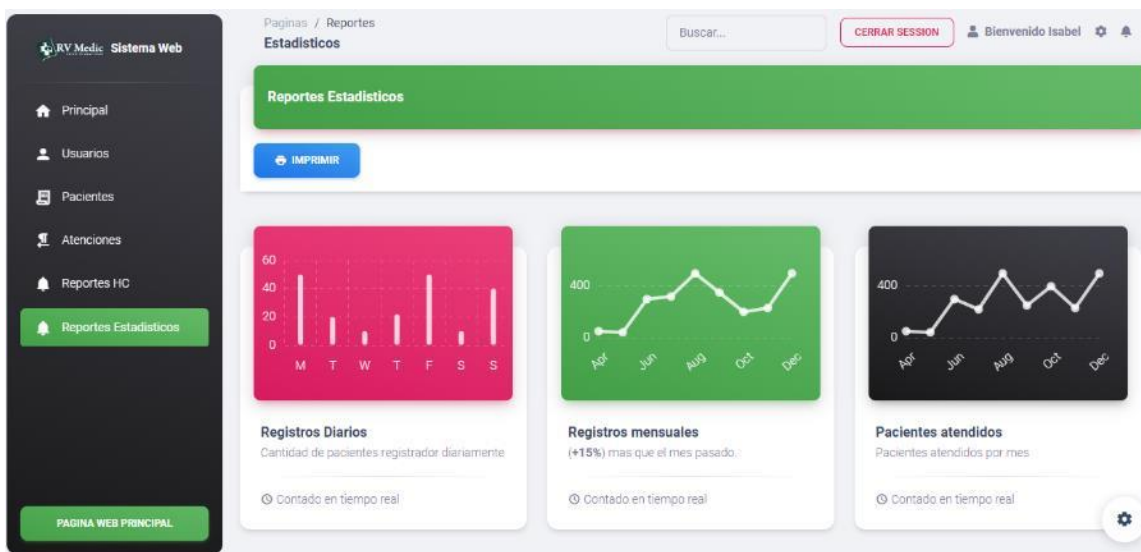 RV Medic Sistema Web
Principal
Usuarios
Pacientes
Atenciones
Reportes HC
Reportes Estadisticos
PAGINA WEB PRINCIPAL
Paginas / Reportes
Estadisticos
Buscar...
CERRAR SESSION
Bienvenido Isabel
Reportes Estadisticos
IMPRIMIR
60
40
20
0
M T W T F S S
Registros Diarios
Cantidad de pacientes registrador diariamente
Contado en tiempo real
400
0
Apr Jun Aug Oct Dec
Registros mensuales
(+15%) mas que el mes pasado.
Contado en tiempo real
400
0
Apr Jun Aug Oct Dec
Pacientes atendidos
Pacientes atendidos por mes
Contado en tiempo real